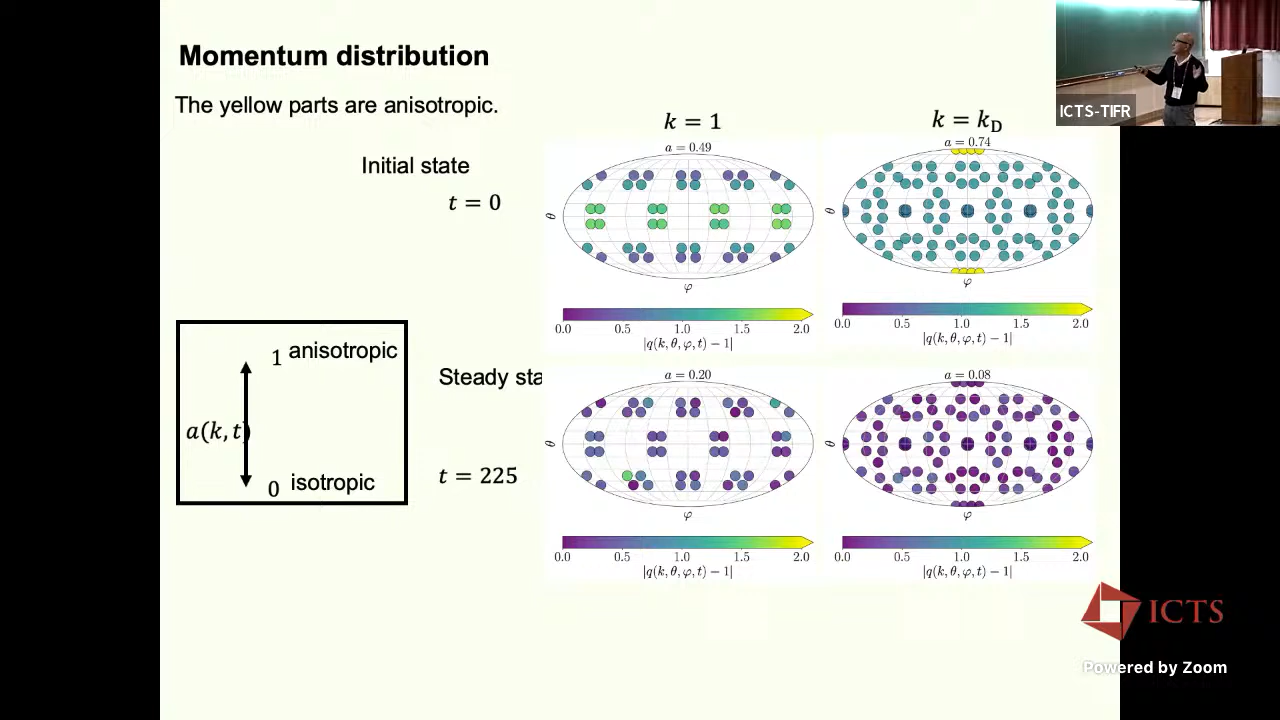 Momentum distribution
The yellow parts are anisotropic.
ICTS-TIFR
k = 1
k = k_D
Initial state
t = 0
a = 0.49
θ
φ
0.0 0.5 1.0 1.5 2.0
|q(k, θ, φ, t) − 1|
a = 0.74
θ
φ
0.0 0.5 1.0 1.5 2.0
|q(k, θ, φ, t) − 1|
1 anisotropic
a(k, t)
0 isotropic
Steady sta
t = 225
a = 0.20
θ
φ
0.0 0.5 1.0 1.5 2.0
|q(k, θ, φ, t) − 1|
a = 0.08
θ
φ
0.0 0.5 1.0 1.5 2.0
|q(k, θ, φ, t) − 1|
ICTS
Powered by Zoom